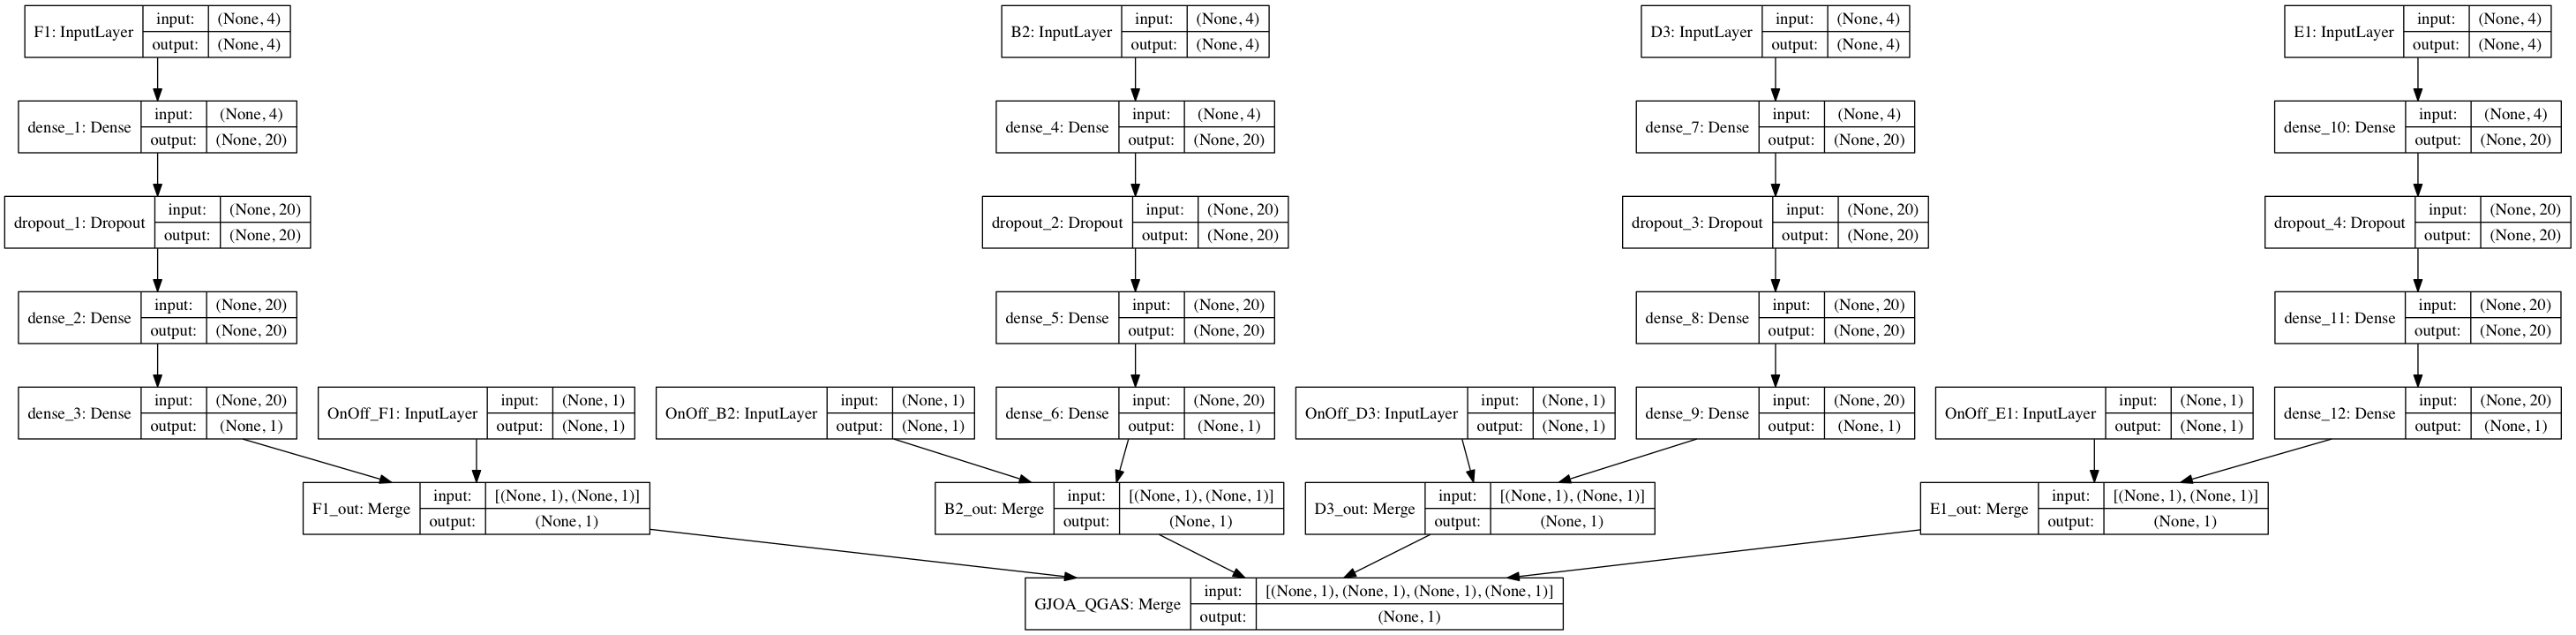 F1: InputLayer input: (None, 4)
output: (None, 4)
B2: InputLayer input: (None, 4)
output: (None, 4)
D3: InputLayer input: (None, 4)
output: (None, 4)
E1: InputLayer input: (None, 4)
output: (None, 4)
dense_1: Dense input: (None, 4)
output: (None, 20)
dense_4: Dense input: (None, 4)
output: (None, 20)
dense_7: Dense input: (None, 4)
output: (None, 20)
dense_10: Dense input: (None, 4)
output: (None, 20)
dropout_1: Dropout input: (None, 20)
output: (None, 20)
dropout_2: Dropout input: (None, 20)
output: (None, 20)
dropout_3: Dropout input: (None, 20)
output: (None, 20)
dropout_4: Dropout input: (None, 20)
output: (None, 20)
dense_2: Dense input: (None, 20)
output: (None, 20)
dense_5: Dense input: (None, 20)
output: (None, 20)
dense_8: Dense input: (None, 20)
output: (None, 20)
dense_11: Dense input: (None, 20)
output: (None, 20)
dense_3: Dense input: (None, 20)
output: (None, 1)
OnOff_F1: InputLayer input: (None, 1)
output: (None, 1)
OnOff_B2: InputLayer input: (None, 1)
output: (None, 1)
dense_6: Dense input: (None, 20)
output: (None, 1)
OnOff_D3: InputLayer input: (None, 1)
output: (None, 1)
dense_9: Dense input: (None, 20)
output: (None, 1)
OnOff_E1: InputLayer input: (None, 1)
output: (None, 1)
dense_12: Dense input: (None, 20)
output: (None, 1)
F1_out: Merge input: [(None, 1), (None, 1)]
output: (None, 1)
B2_out: Merge input: [(None, 1), (None, 1)]
output: (None, 1)
D3_out: Merge input: [(None, 1), (None, 1)]
output: (None, 1)
E1_out: Merge input: [(None, 1), (None, 1)]
output: (None, 1)
GJOA_QGAS: Merge input: [(None, 1), (None, 1), (None, 1), (None, 1)]
output: (None, 1)